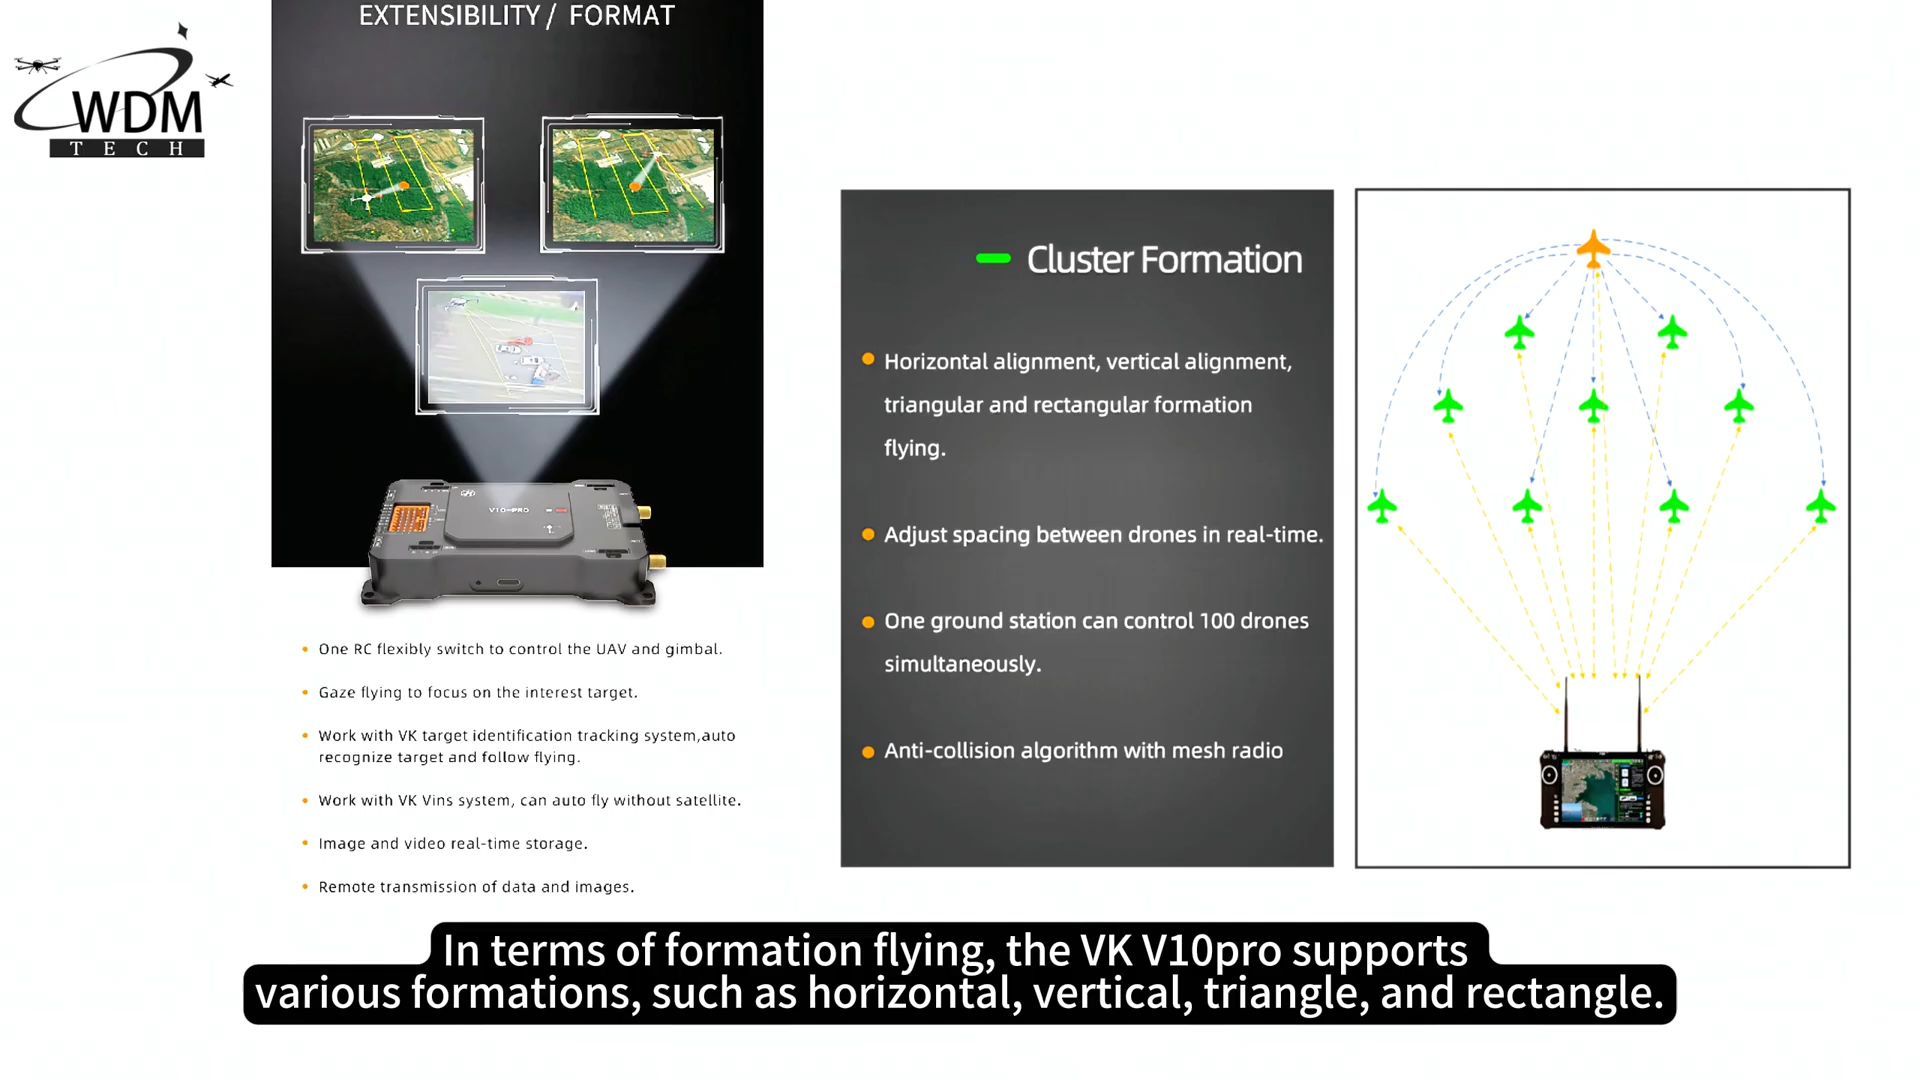 WDM
TECH
EXTENSIBILITY / FORMAT
V10-PRO
One RC flexibly switch to control the UAV and gimbal.
Gaze flying to focus on the interest target.
Work with VK target identification tracking system,auto
recognize target and follow flying.
Work with VK Vins system, can auto fly without satellite.
Image and video real-time storage.
Remote transmission of data and images.
Cluster Formation
Horizontal alignment, vertical alignment,
triangular and rectangular formation
flying.
Adjust spacing between drones in real-time.
One ground station can control 100 drones
simultaneously.
Anti-collision algorithm with mesh radio
In terms of formation flying, the VK V10pro supports
various formations, such as horizontal, vertical, triangle, and rectangle.